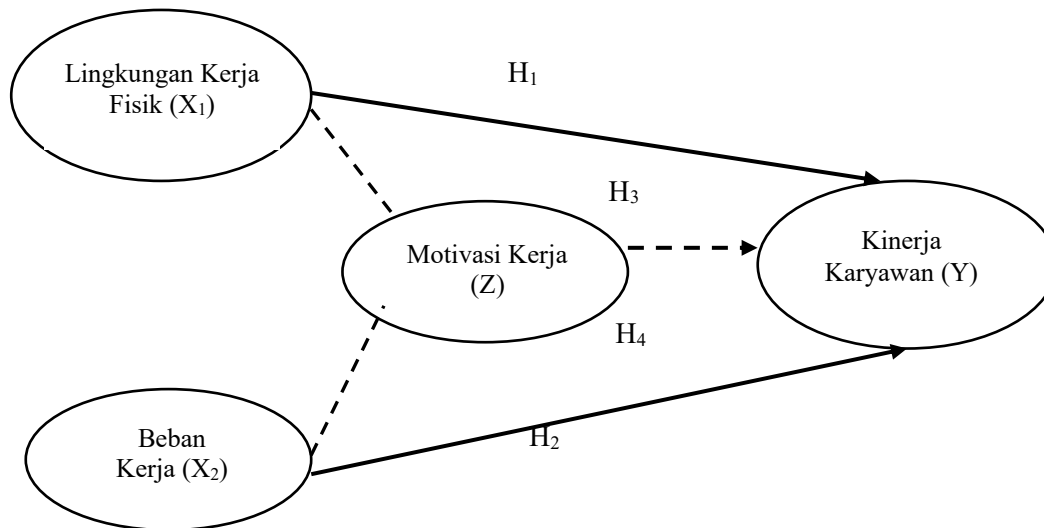 Lingkungan Kerja
Fisik (X₁)
H₁
H₃
Motivasi Kerja
(Z)
Kinerja
Karyawan (Y)
H₄
Beban
Kerja (X₂)
H₂